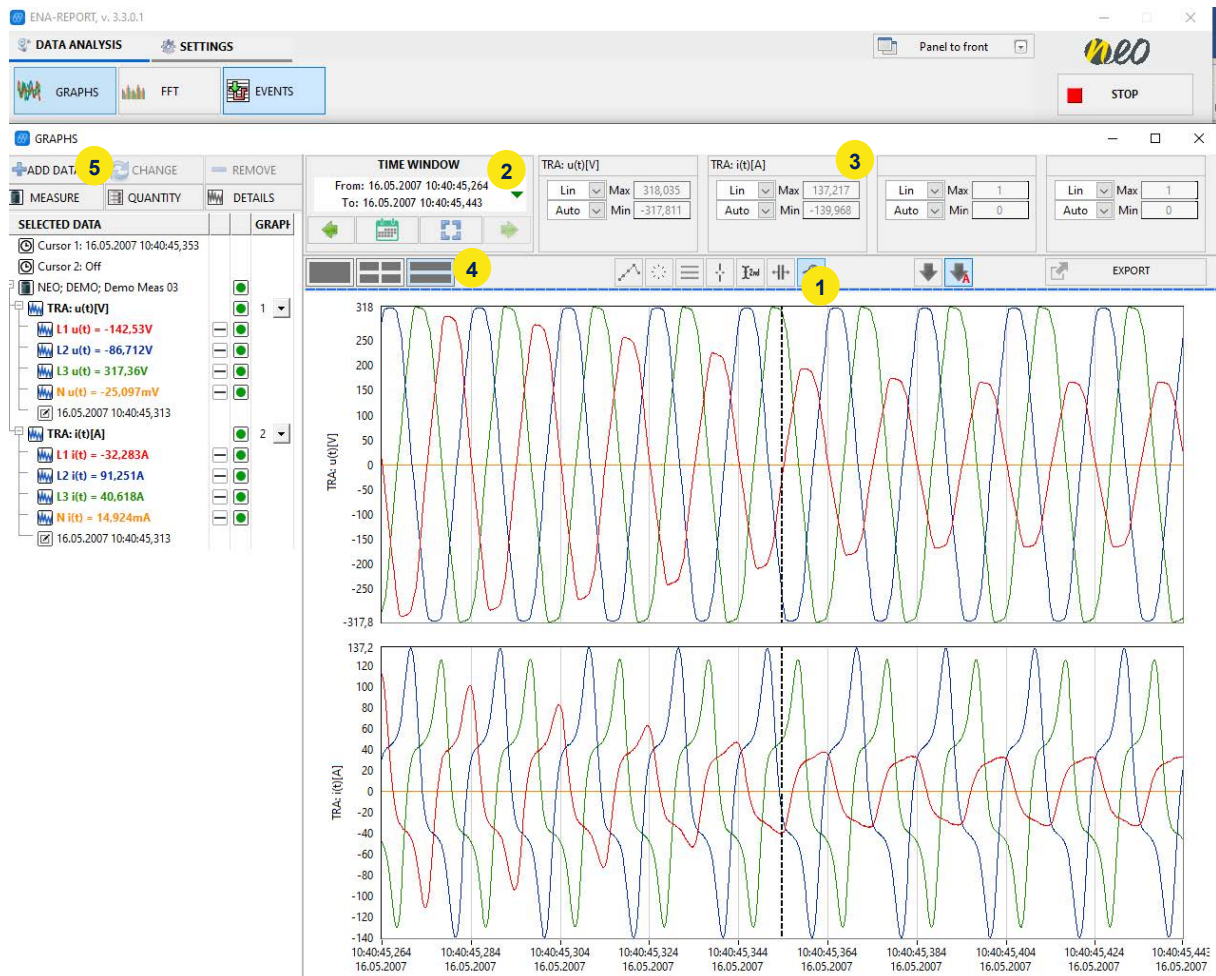 ENA-REPORT, v. 3.3.0.1
DATA ANALYSIS SETTINGS Panel to front neo
GRAPHS FFT EVENTS STOP
GRAPHS
ADD DATA 5 CHANGE REMOVE
MEASURE QUANTITY DETAILS
SELECTED DATA GRAPH
Cursor 1: 16.05.2007 10:40:45,353
Cursor 2: Off
NEO; DEMO; Demo Meas 03
TRA: u(t)[V] 1
L1 u(t) = -142,53V
L2 u(t) = -86,712V
L3 u(t) = 317,36V
N u(t) = -25,097mV
16.05.2007 10:40:45,313
TRA: i(t)[A] 2
L1 i(t) = -32,283A
L2 i(t) = 91,251A
L3 i(t) = 40,618A
N i(t) = 14,924mA
16.05.2007 10:40:45,313
TIME WINDOW 2
From: 16.05.2007 10:40:45,264
To: 16.05.2007 10:40:45,443
TRA: u(t)[V]
Lin Max 318,035
Auto Min -317,811
TRA: i(t)[A] 3
Lin Max 137,217
Auto Min -139,968
Lin Max 1
Auto Min 0
Lin Max 1
Auto Min 0
4 2nd 1 A EXPORT
318
250
200
150
100
50
0
-50
-100
-150
-200
-250
-317,8
TRA: u(t)[V]
137,2
120
100
80
60
40
20
0
-20
-40
-60
-80
-100
-120
-140
TRA: i(t)[A]
10:40:45,264 10:40:45,284 10:40:45,304 10:40:45,324 10:40:45,344 10:40:45,364 10:40:45,384 10:40:45,404 10:40:45,424 10:40:45,443
16.05.2007 16.05.2007 16.05.2007 16.05.2007 16.05.2007 16.05.2007 16.05.2007 16.05.2007 16.05.2007 16.05.2007